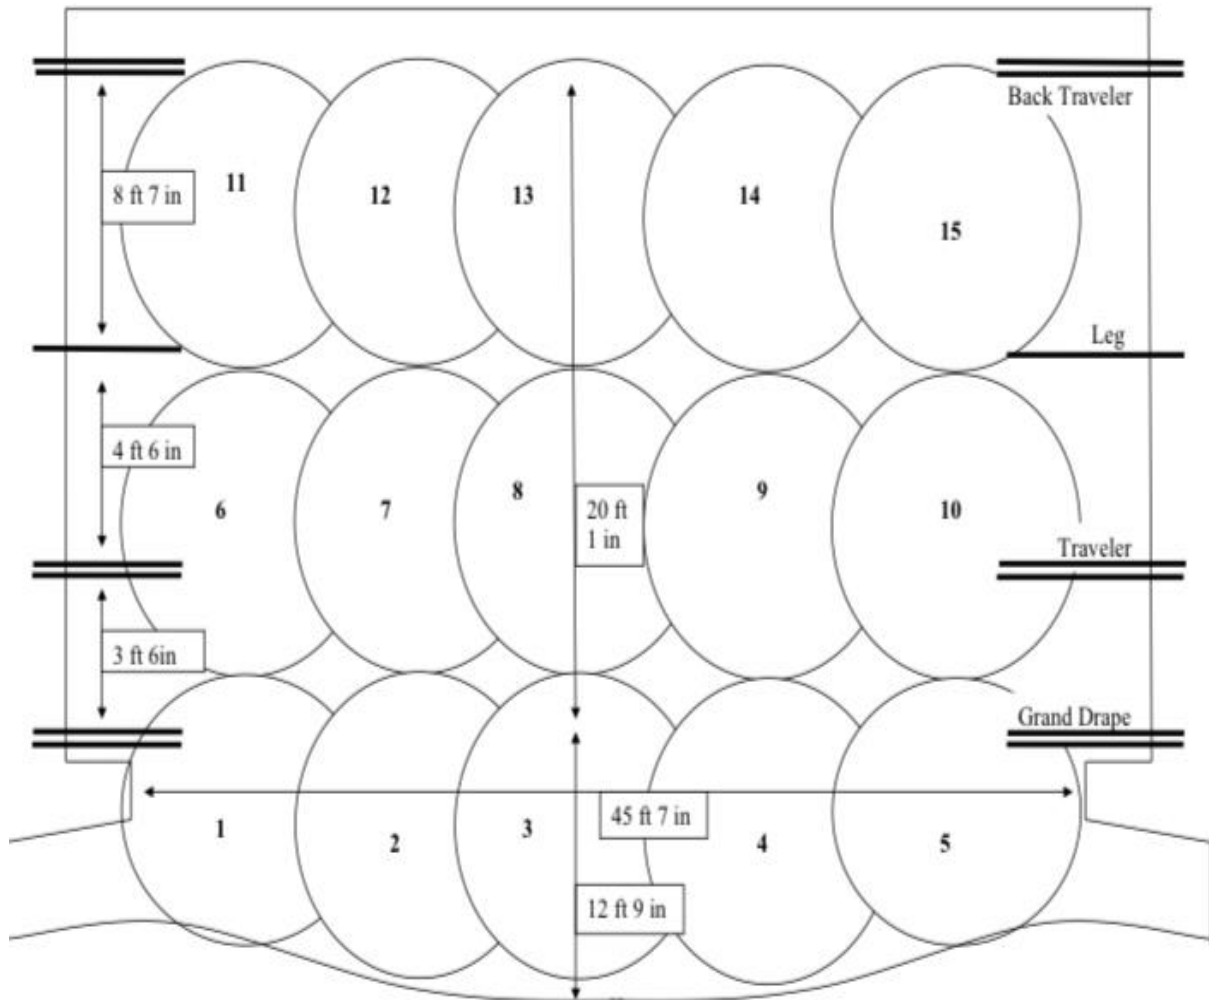 Back Traveler
8 ft 7 in
11
12
13
14
15
Leg
4 ft 6 in
6
7
8
9
10
20 ft
1 in
Traveler
3 ft 6in
Grand Drape
45 ft 7 in
1
2
3
4
5
12 ft 9 in